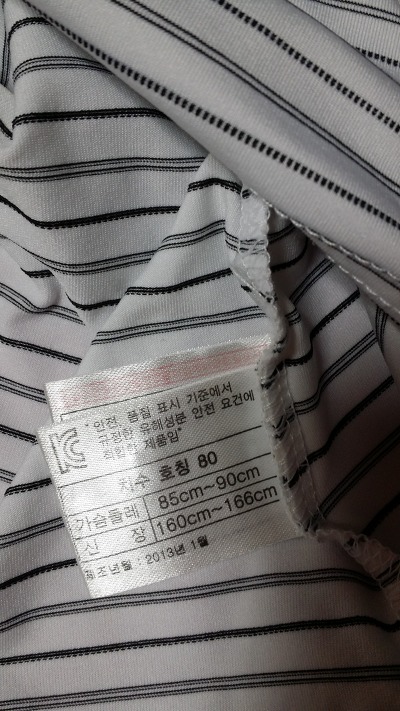 * 안전, 품질 표시 기준에서
규정한 유해성분 안전 요건에
적합한 제품임"
치수 호칭 80
가슴둘레 85cm~90cm
신 장 160cm~166cm
제조년월 : 2013년 1월